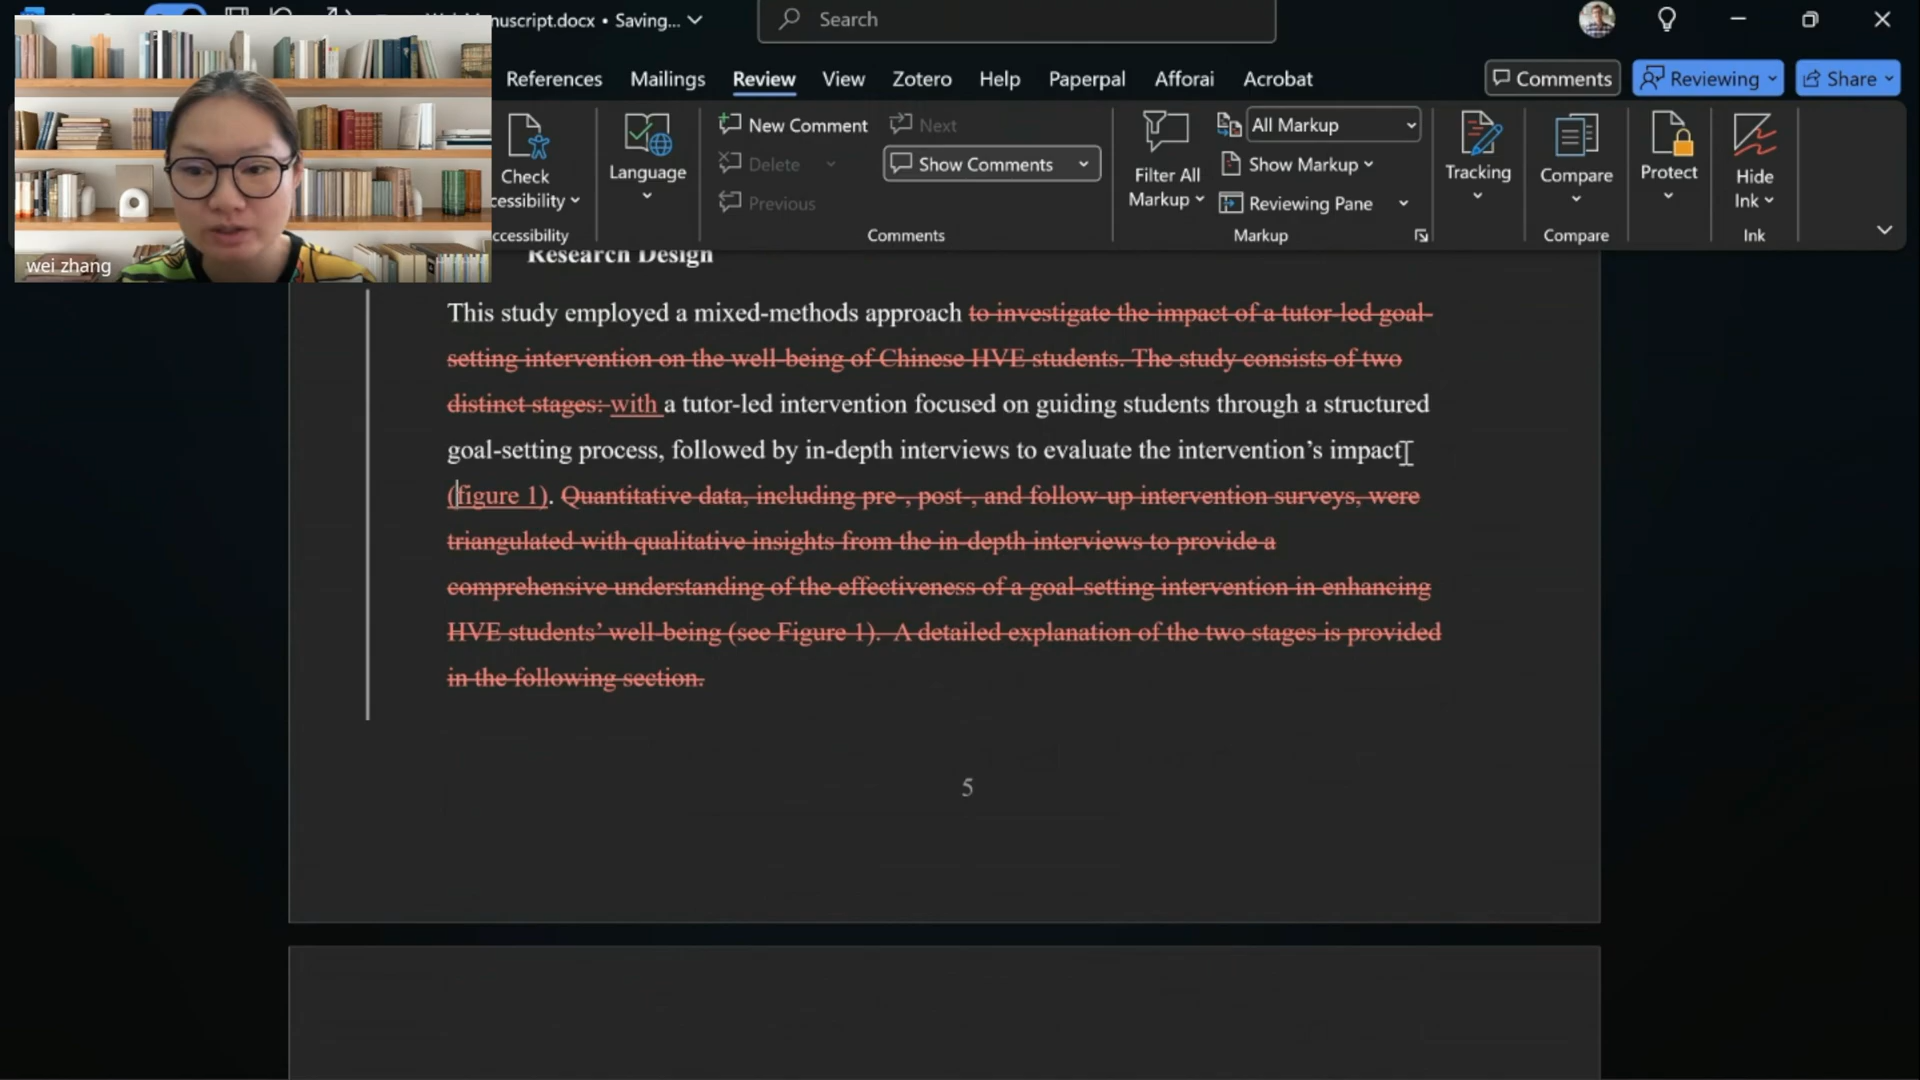 nuscript.docx • Saving...
Search
References Mailings Review View Zotero Help Paperpal Afforai Acrobat
Comments Reviewing Share
Check
ccessibility
ccessibility
Language
New Comment
Delete
Previous
Next
Show Comments
Comments
Filter All
Markup
All Markup
Show Markup
Reviewing Pane
Markup
Tracking
Compare
Compare
Protect
Hide
Ink
Ink
wei zhang
Research Design
This study employed a mixed-methods approach to investigate the impact of a tutor-led goal-
setting intervention on the well-being of Chinese HVE students. The study consists of two
distinct stages: with a tutor-led intervention focused on guiding students through a structured
goal-setting process, followed by in-depth interviews to evaluate the intervention’s impact
(figure 1). Quantitative data, including pre-, post-, and follow-up intervention surveys, were
triangulated with qualitative insights from the in-depth interviews to provide a
comprehensive understanding of the effectiveness of a goal-setting intervention in enhancing
HVE students’ well-being (see Figure 1). A detailed explanation of the two stages is provided
in the following section.
5